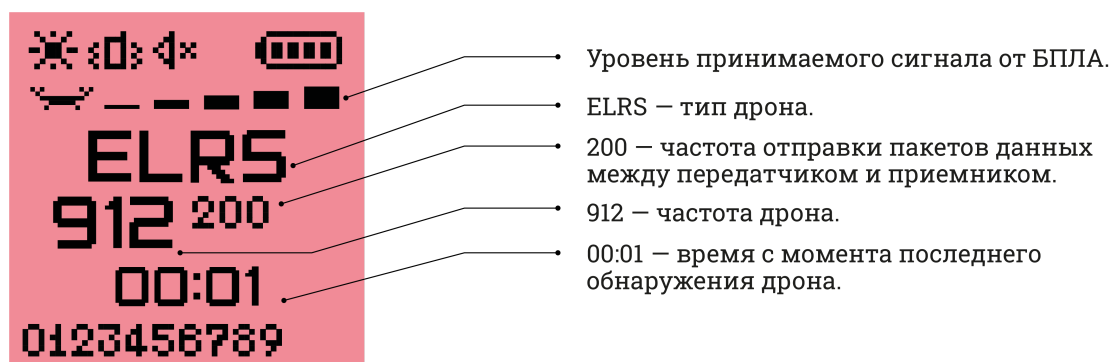 ELRS
912 200
00:01
0123456789
Уровень принимаемого сигнала от БПЛА.
ELRS — тип дрона.
200 — частота отправки пакетов данных
между передатчиком и приемником.
912 — частота дрона.
00:01 — время с момента последнего
обнаружения дрона.